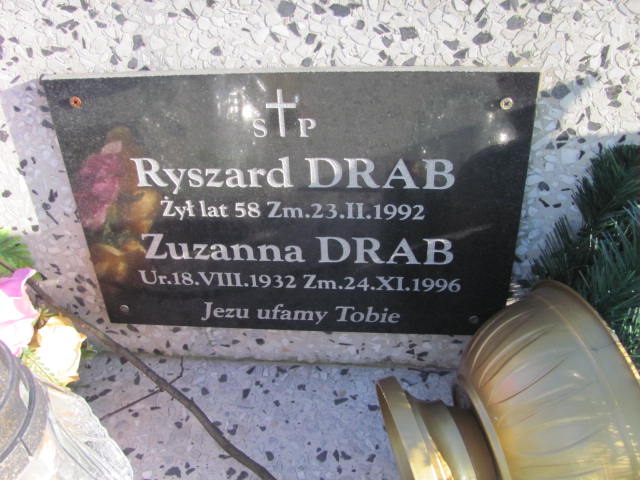 S P
Ryszard DRAB
Żył lat 58 Zm.23.II.1992
Zuzanna DRAB
Ur.18.VIII.1932 Zm.24.XI.1996
Jezu ufamy Tobie